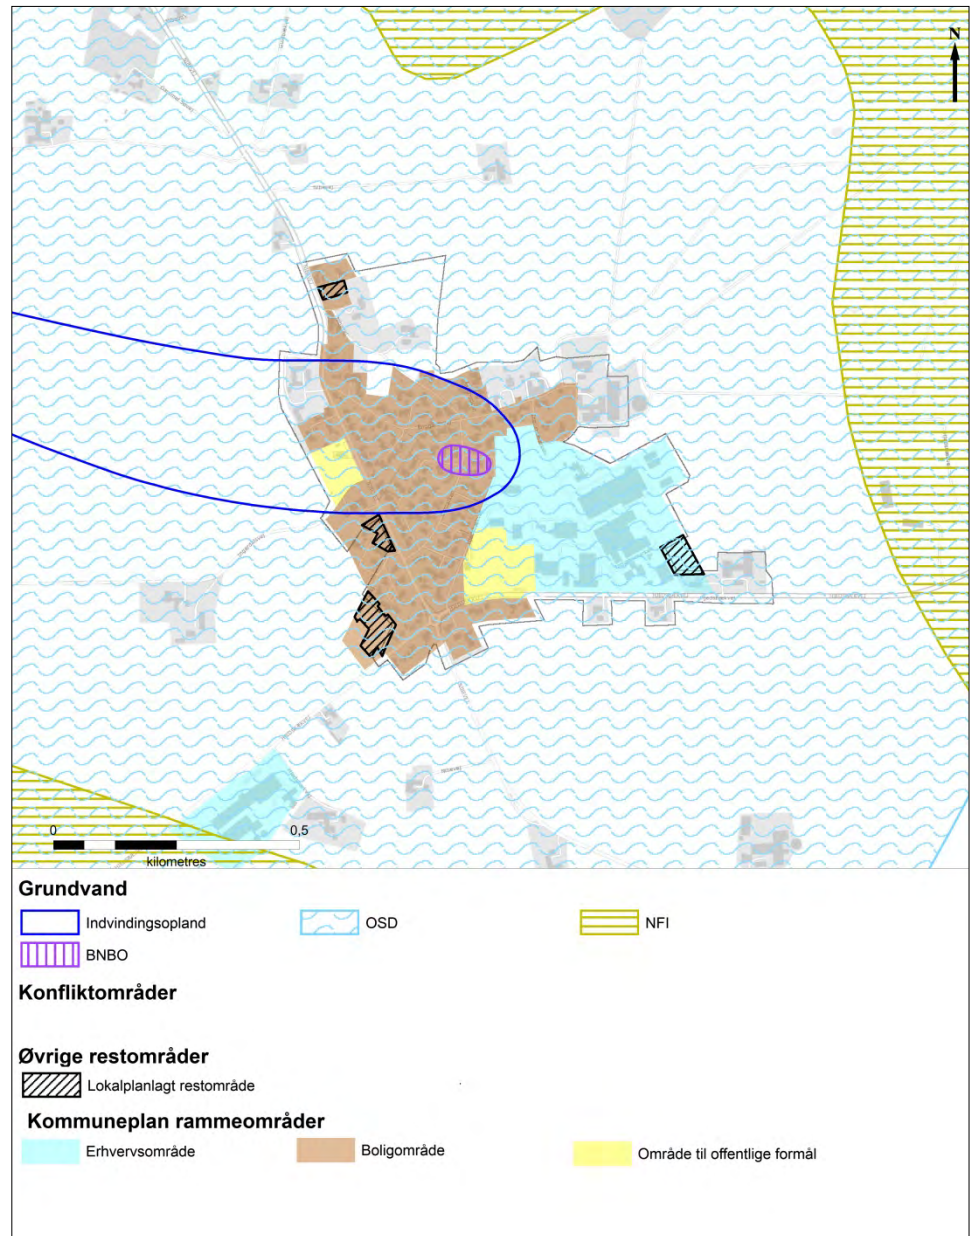 N
0 0,5
kilometres
Grundvand
Indvindingsopland OSD NFI
BNBO
Konfliktområder
Øvrige restområder
Lokalplanlagt restområde
Kommuneplan rammeområder
Erhvervsområde Boligområde Område til offentlige formål